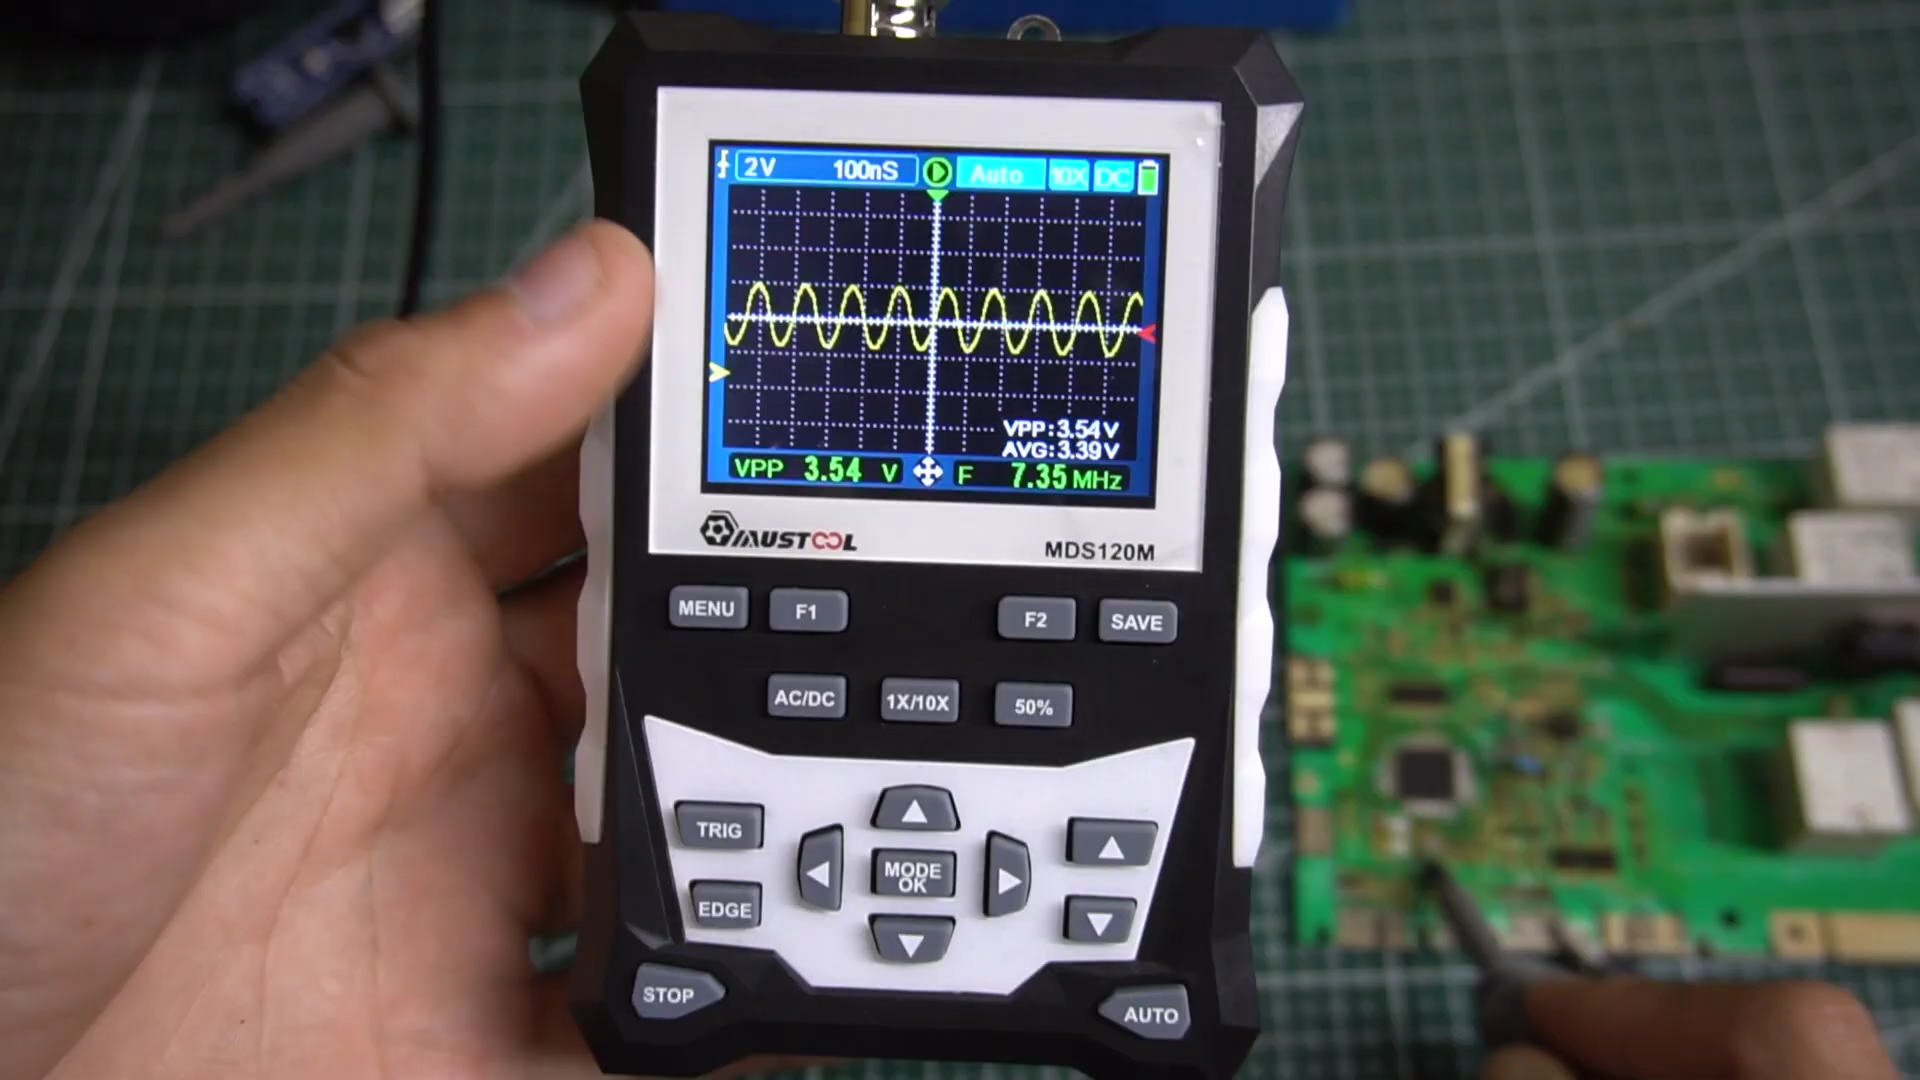 2V 100nS Auto 10X DC
VPP:3.54V
AVG:3.39V
VPP 3.54 V F 7.35 MHz
MUSTOOL
MDS120M
MENU F1 F2 SAVE
AC/DC 1X/10X 50%
TRIG
MODE
OK
EDGE
STOP
AUTO